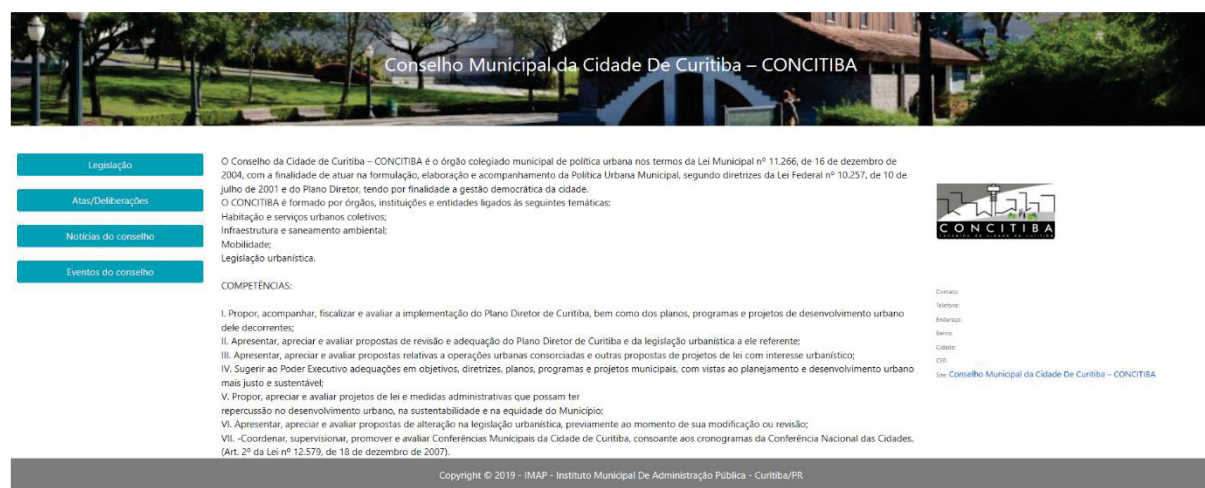 Conselho Municipal da Cidade De Curitiba – CONCITIBA
Legislação
Atas/Deliberações
Notícias do conselho
Eventos do conselho
O Conselho da Cidade de Curitiba – CONCITIBA é o órgão colegiado municipal de política urbana nos termos da Lei Municipal nº 11.266, de 16 de dezembro de
2004, com a finalidade de atuar na formulação, elaboração e acompanhamento da Política Urbana Municipal, segundo diretrizes da Lei Federal nº 10.257, de 10 de
julho de 2001 e do Plano Diretor, tendo por finalidade a gestão democrática da cidade.
O CONCITIBA é formado por órgãos, instituições e entidades ligados às seguintes temáticas:
Habitação e serviços urbanos coletivos;
Infraestrutura e saneamento ambiental;
Mobilidade;
Legislação urbanística.
COMPETÊNCIAS:
I. Propor, acompanhar, fiscalizar e avaliar a implementação do Plano Diretor de Curitiba, bem como dos planos, programas e projetos de desenvolvimento urbano
dele decorrentes;
II. Apresentar, apreciar e avaliar propostas de revisão e adequação do Plano Diretor de Curitiba e da legislação urbanística a ele referente;
III. Apresentar, apreciar e avaliar propostas relativas a operações urbanas consorciadas e outras propostas de projetos de lei com interesse urbanístico;
IV. Sugerir ao Poder Executivo adequações em objetivos, diretrizes, planos, programas e projetos municipais, com vistas ao planejamento e desenvolvimento urbano
mais justo e sustentável;
V. Propor, apreciar e avaliar projetos de lei e medidas administrativas que possam ter
repercussão no desenvolvimento urbano, na sustentabilidade e na equidade do Município;
VI. Apresentar, apreciar e avaliar propostas de alteração na legislação urbanística, previamente ao momento de sua modificação ou revisão;
VII. -Coordenar, supervisionar, promover e avaliar Conferências Municipais da Cidade de Curitiba, consoante aos cronogramas da Conferência Nacional das Cidades.
(Art. 2º da Lei nº 12.579, de 18 de dezembro de 2007).
CONCITIBA
conselho da cidade de curitiba
Contato:
Telefone:
Endereço:
Bairro:
Cidade:
CEP:
Site: Conselho Municipal da Cidade De Curitiba – CONCITIBA
Copyright © 2019 - IMAP - Instituto Municipal De Administração Pública - Curitiba/PR